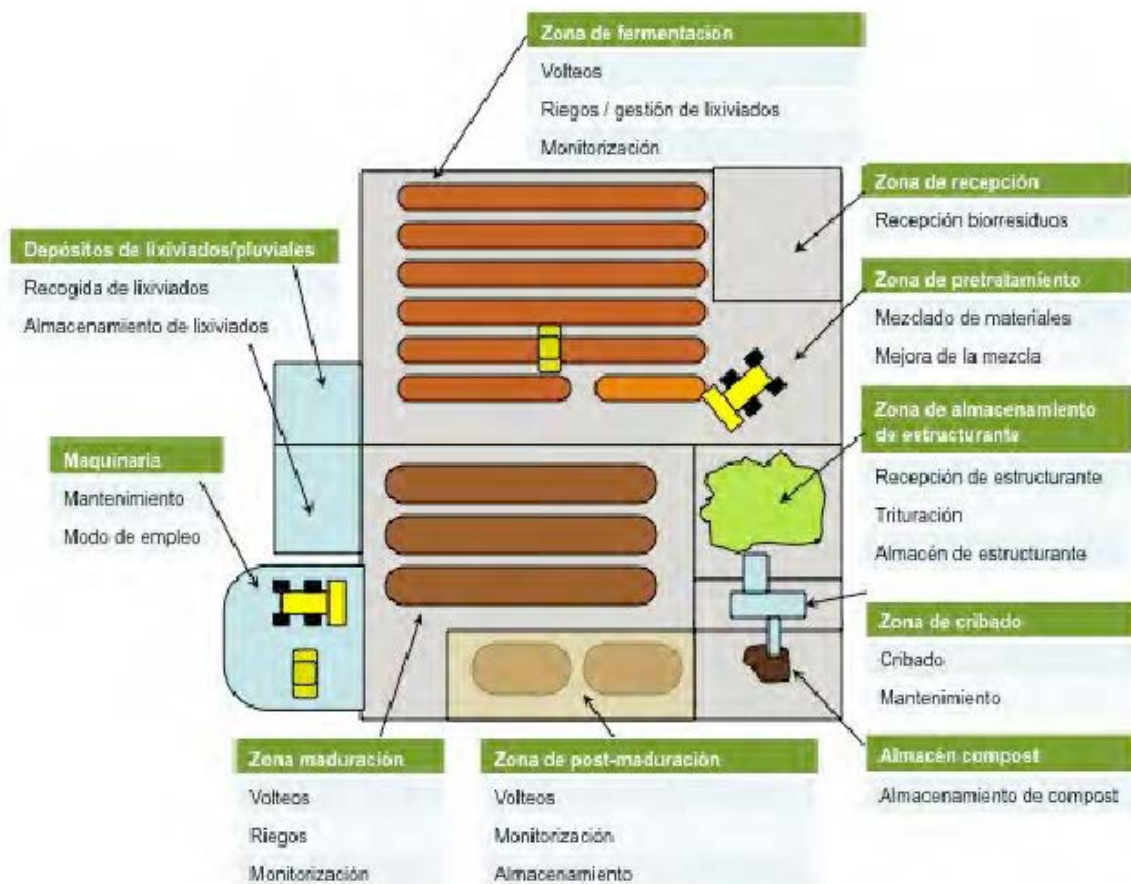 Zona de fermentación
Volteos
Riegos / gestión de lixiviados
Monitorización
Zona de recepción
Recepción biorresiduos
Depósitos de lixiviados/pluviales
Recogida de lixiviados
Almacenamiento de lixiviados
Zona de pretratamiento
Mezclado de materiales
Mejora de la mezcla
Zona de almacenamiento
de estructurante
Recepción de estructurante
Trituración
Almacén de estructurante
Maquinaria
Mantenimiento
Modo de empleo
Zona de cribado
Cribado
Mantenimiento
Zona maduración
Volteos
Riegos
Monitorización
Zona de post-maduración
Volteos
Monitorización
Almacenamiento
Almacén compost
Almacenamiento de compost